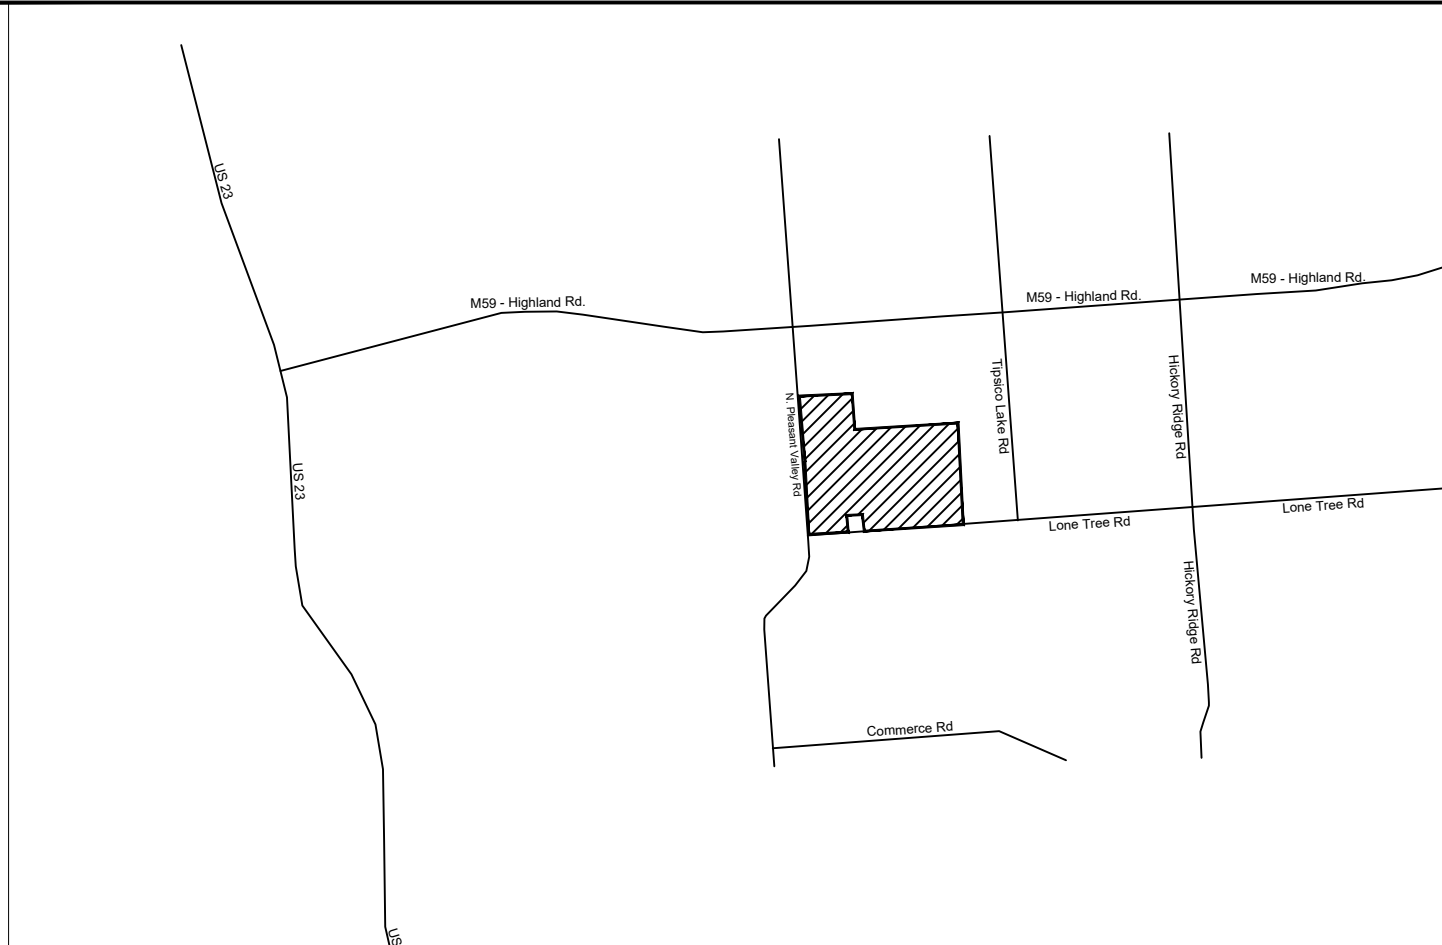 US 23
M59 - Highland Rd.
M59 - Highland Rd.
M59 - Highland Rd.
US 23
N. Pleasant Valley Rd
Tipsico Lake Rd
Hickory Ridge Rd
Lone Tree Rd
Lone Tree Rd
Hickory Ridge Rd
Commerce Rd
US